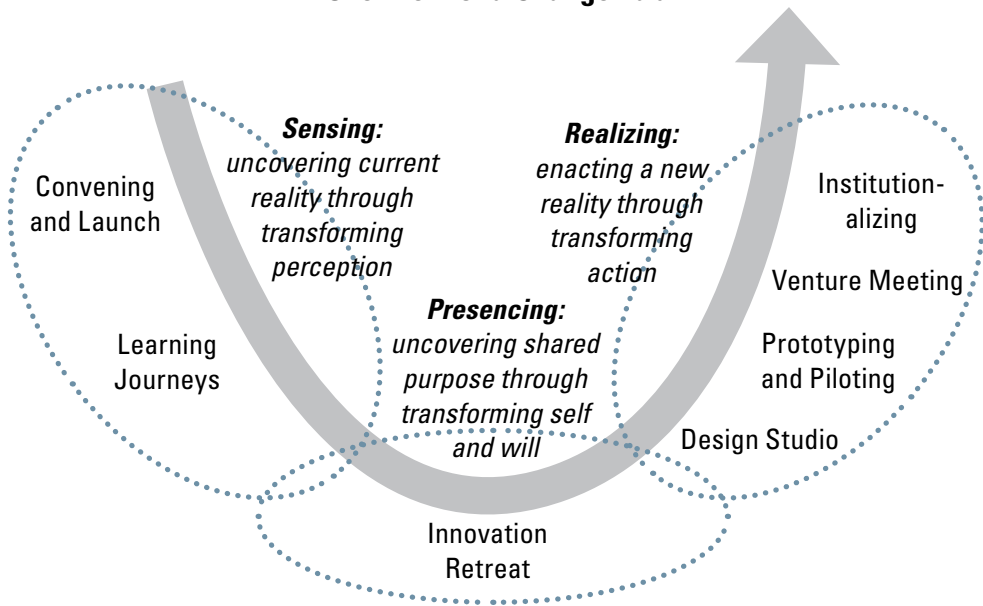 Sensing:
uncovering current
reality through
transforming
perception
Realizing:
enacting a new
reality through
transforming
action
Convening
and Launch
Institution-
alizing
Venture Meeting
Presencing:
uncovering shared
purpose through
transforming self
and will
Learning
Journeys
Prototyping
and Piloting
Design Studio
Innovation
Retreat